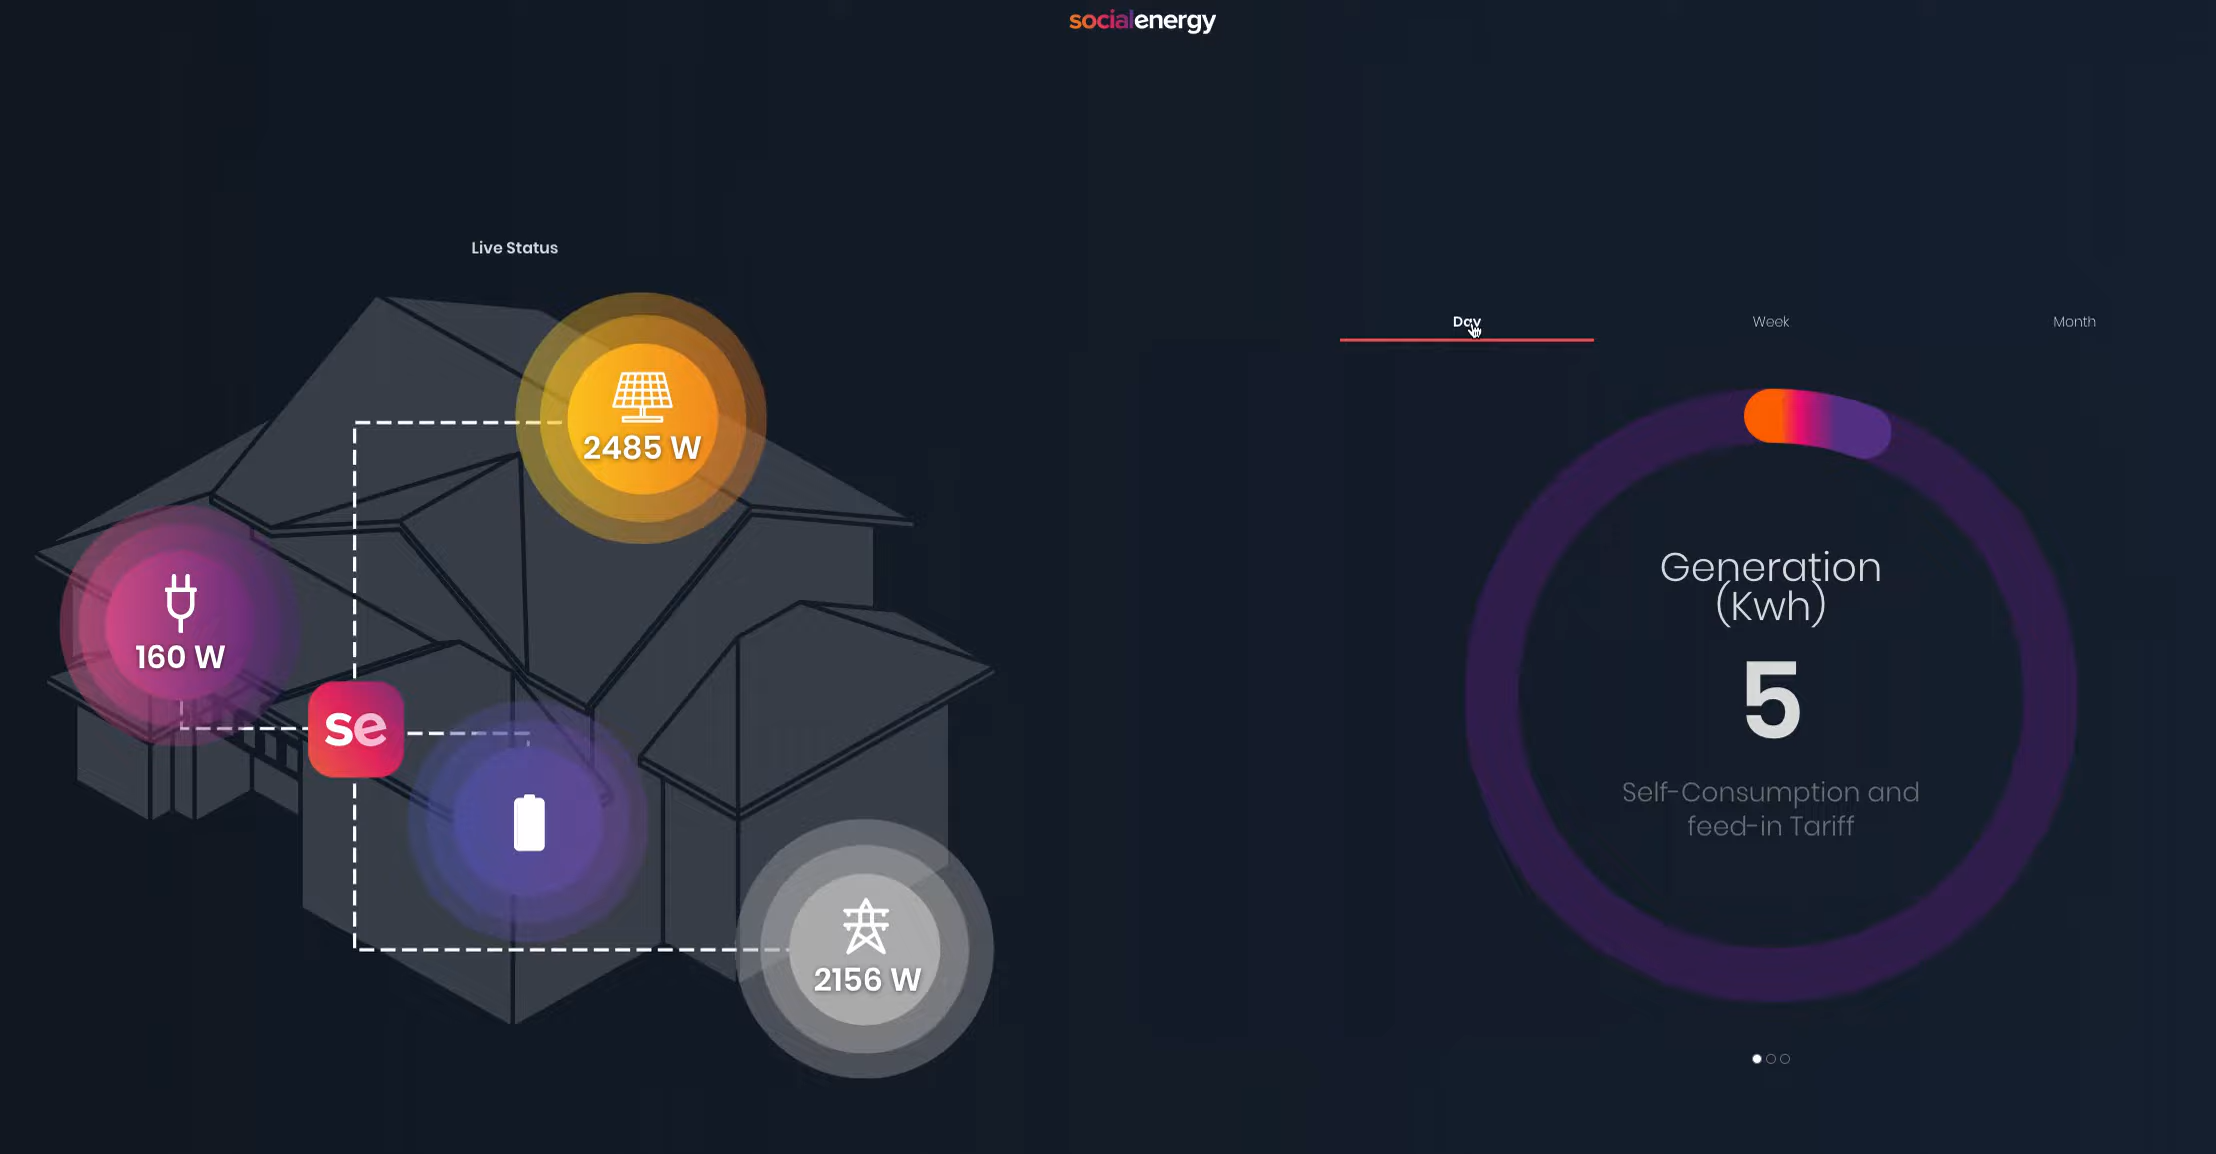 socialenergy
Live Status
2485 W
160 W
se
2156 W
Day
Week
Month
Generation
(Kwh)
5
Self-Consumption and
feed-in Tariff